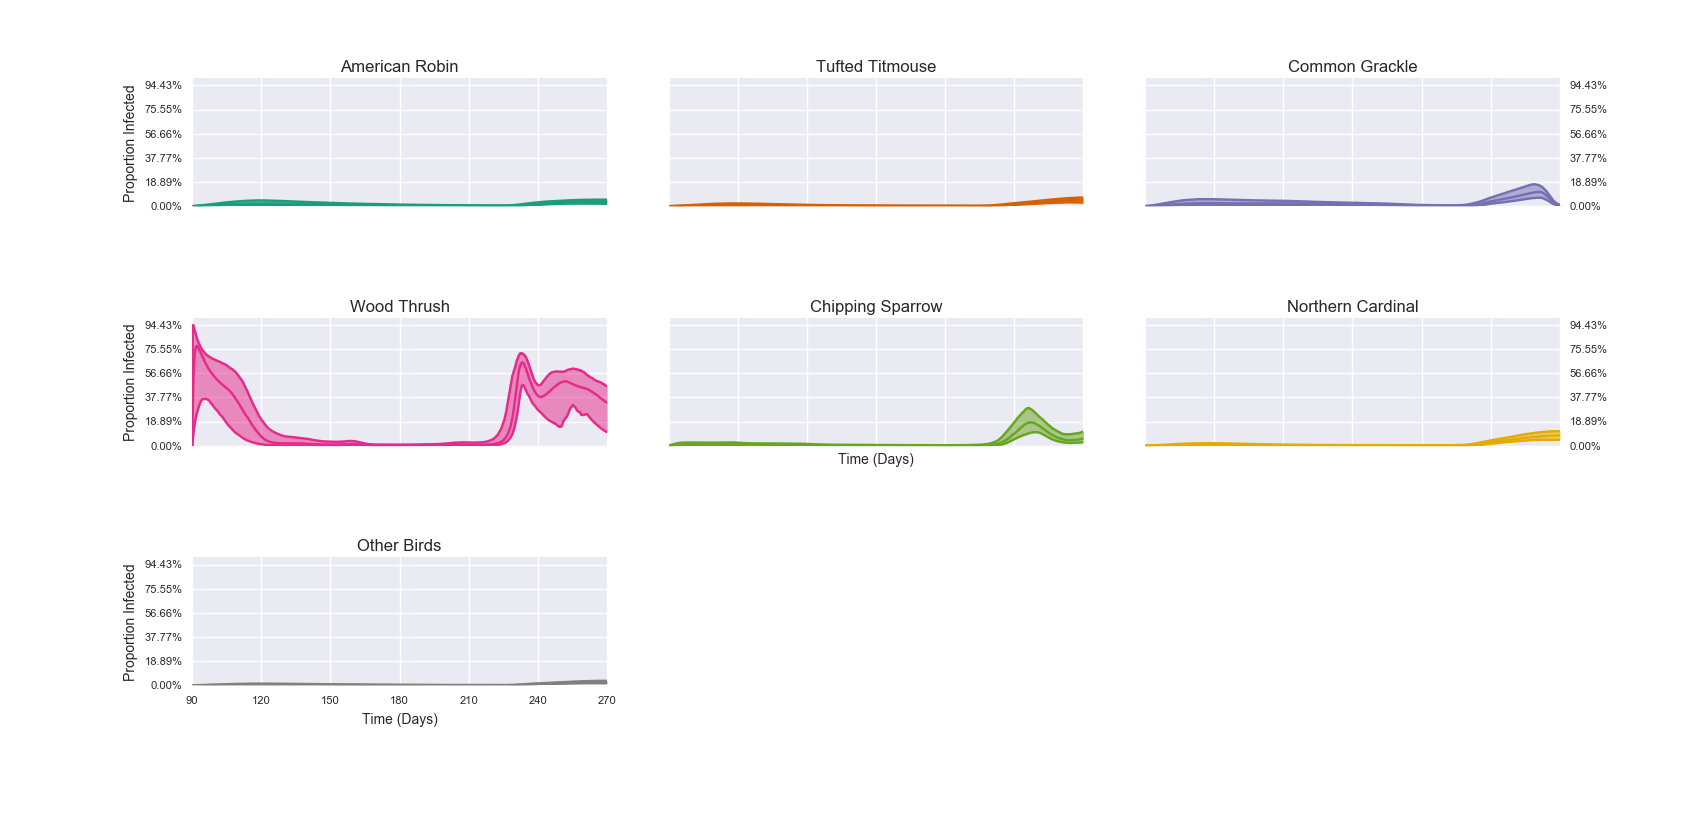 American Robin
Tufted Titmouse
Common Grackle
Proportion Infected
94.43%
75.55%
56.66%
37.77%
18.89%
0.00%
94.43%
75.55%
56.66%
37.77%
18.89%
0.00%
Wood Thrush
Chipping Sparrow
Northern Cardinal
Proportion Infected
94.43%
75.55%
56.66%
37.77%
18.89%
0.00%
94.43%
75.55%
56.66%
37.77%
18.89%
0.00%
Time (Days)
Other Birds
Proportion Infected
94.43%
75.55%
56.66%
37.77%
18.89%
0.00%
90 120 150 180 210 240 270
Time (Days)